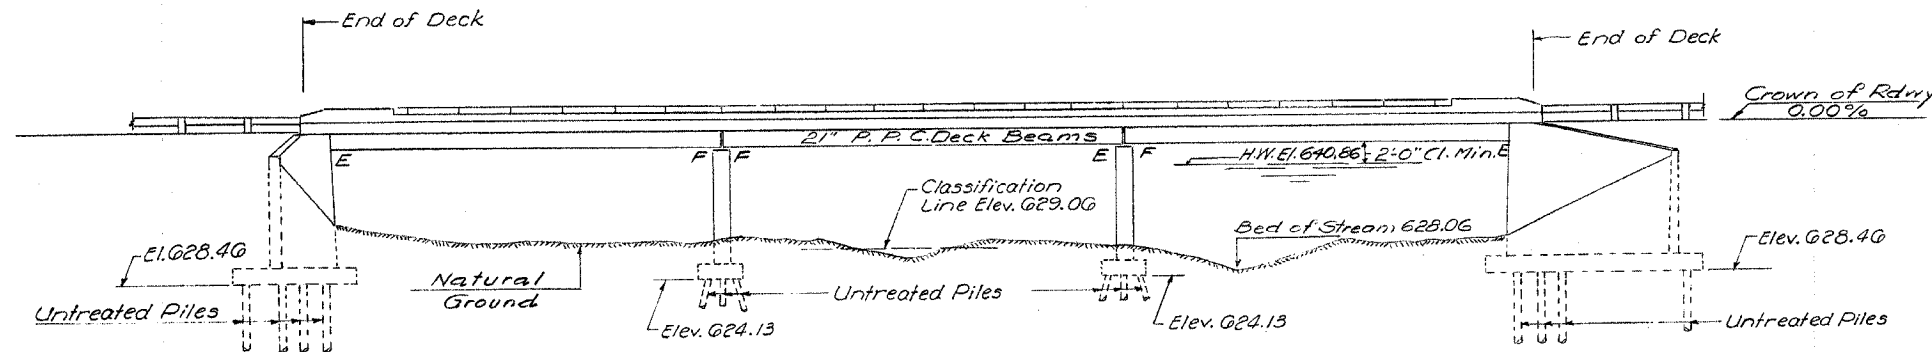 End of Deck
End of Deck
Crown of Rdwy
0.00%
21" P. P. C. Deck Beams
E
F
F
E
F
H.W. El. 640.86
2'-0" Cl. Min.
E
Classification
Line Elev. 629.06
Bed of Stream 628.06
El. 628.46
Elev. 628.46
Natural
Ground
Untreated Piles
Untreated Piles
Untreated Piles
Elev. 624.13
Elev. 624.13